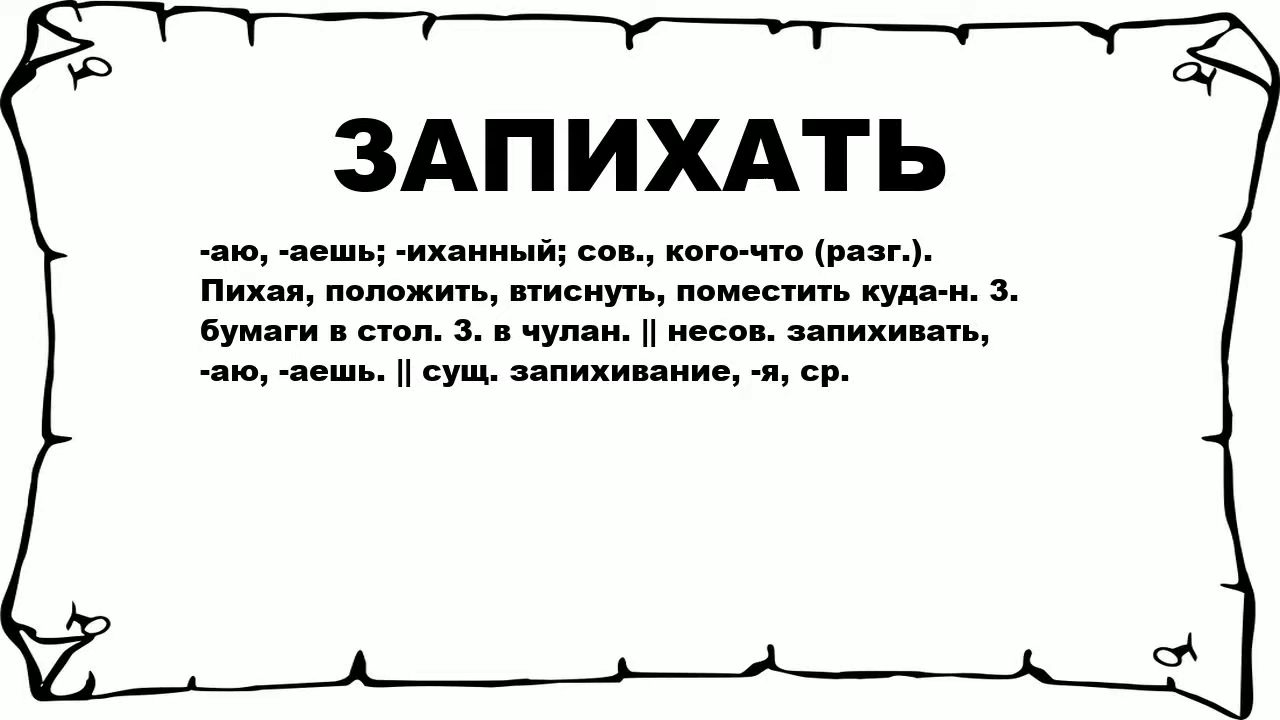 ЗАПИХАТЬ
-аю, -аешь; -иханный; сов., кого-что (разг.).
Пихая, положить, втиснуть, поместить куда-н. З.
бумаги в стол. З. в чулан. || несов. запихивать,
-аю, -аешь. || сущ. запихивание, -я, ср.